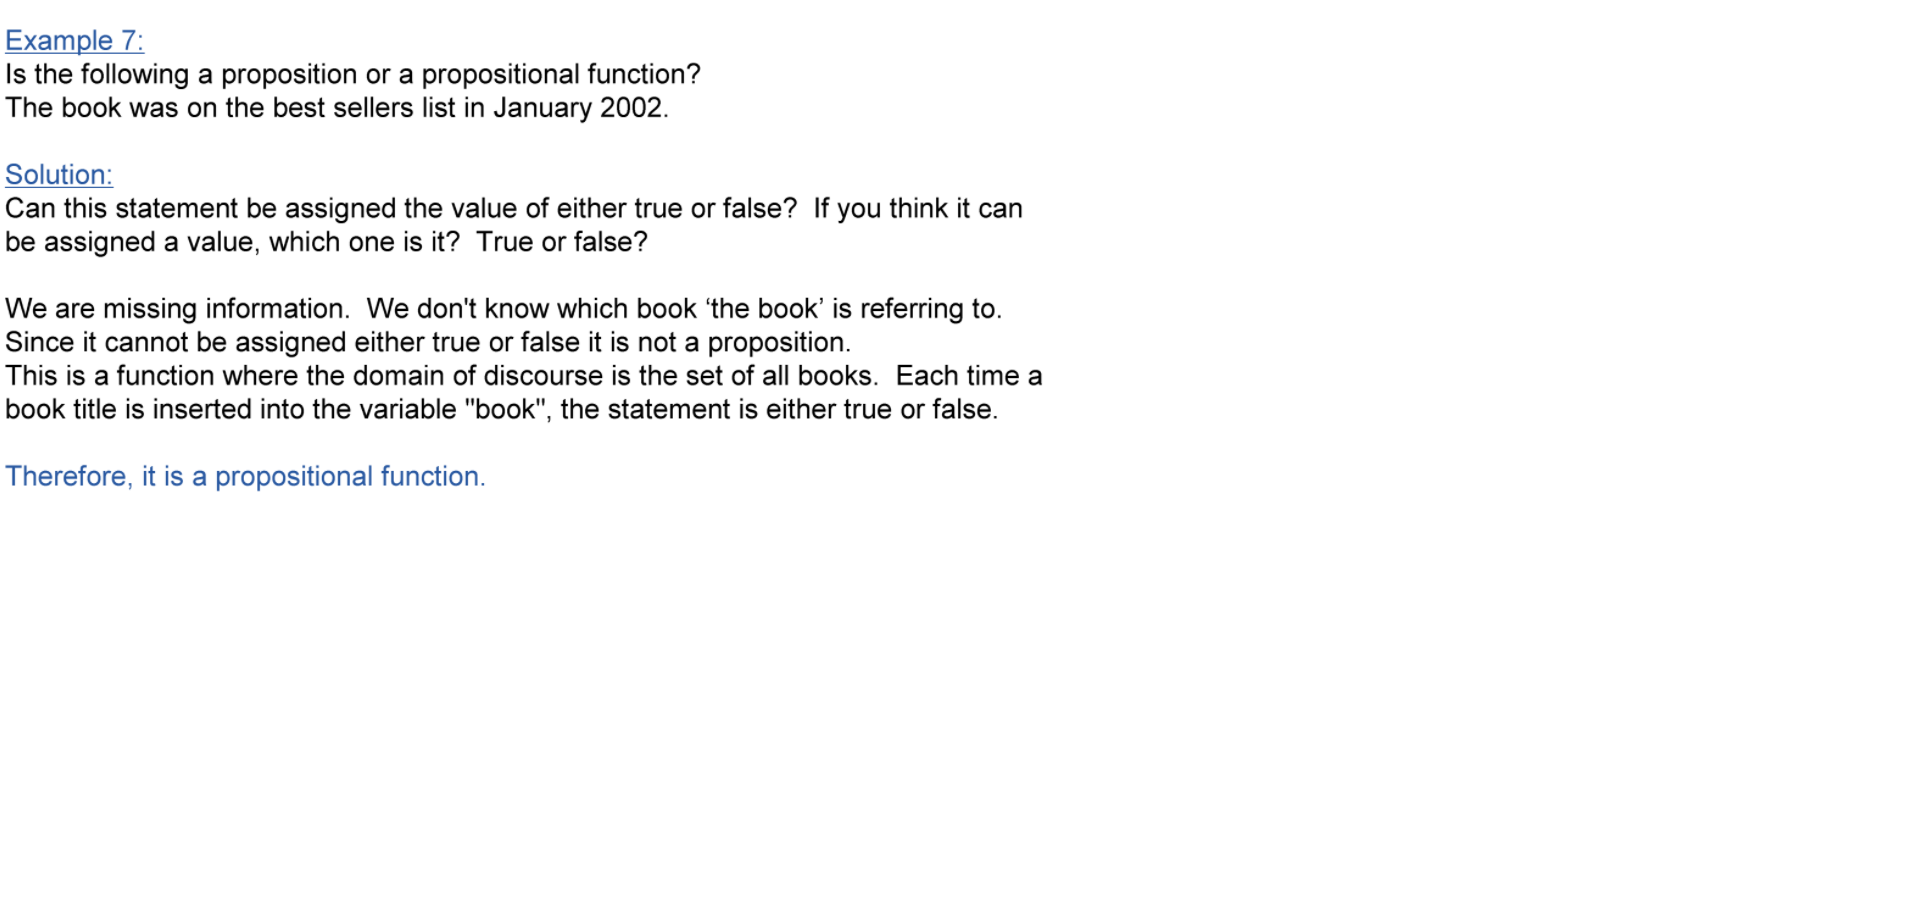 Example 7:
Is the following a proposition or a propositional function?
The book was on the best sellers list in January 2002.
Solution:
Can this statement be assigned the value of either true or false?  If you think it can
be assigned a value, which one is it?  True or false?
We are missing information.  We don't know which book ‘the book’ is referring to.
Since it cannot be assigned either true or false it is not a proposition.
This is a function where the domain of discourse is the set of all books.  Each time a
book title is inserted into the variable "book", the statement is either true or false.
Therefore, it is a propositional function.